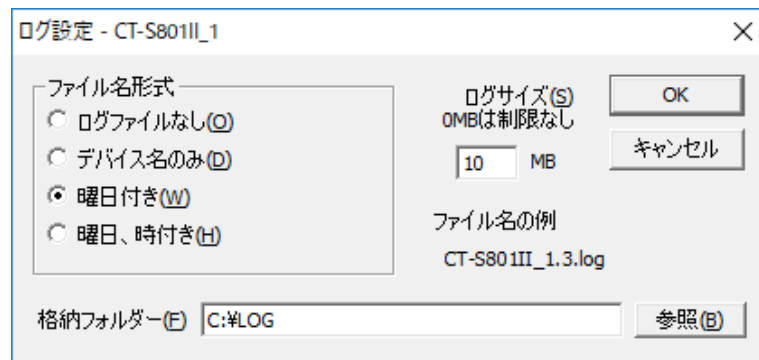 ログ設定 - CT-S801II_1
ファイル名形式
ログファイルなし(O)
デバイス名のみ(D)
曜日付き(W)
曜日、時付き(H)
ログサイズ(S)
0MBは制限なし
10 MB
OK
キャンセル
ファイル名の例
CT-S801II_1.3.log
格納フォルダー(F) C:¥LOG 参照(B)